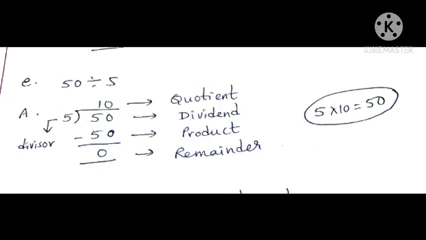 KINEMASTER
e. 50 ÷ 5
10 → Quotient
A. 5) 50 → Dividend
divisor - 50 → Product
0 → Remainder
5 x 10 = 50